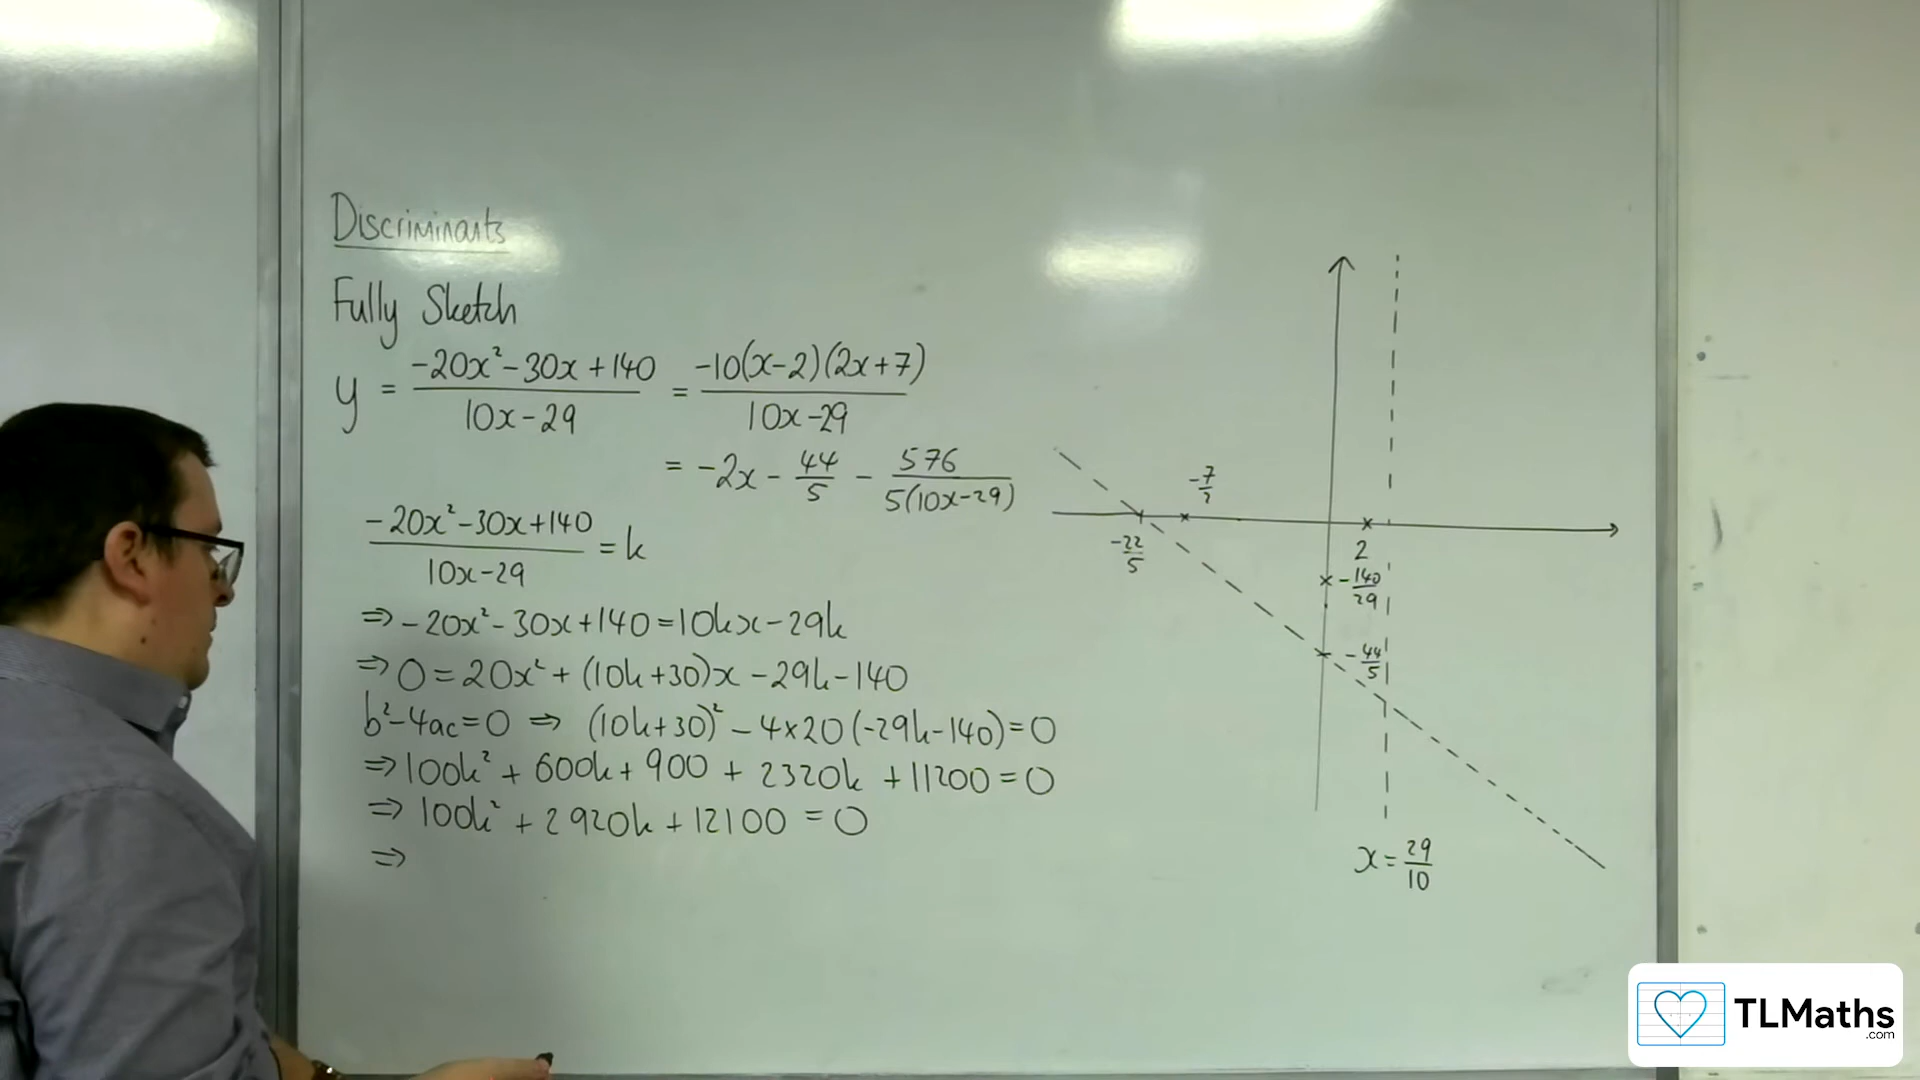 Discriminants
Fully Sketch
y = (-20x² - 30x + 140)/(10x - 29) = (-10(x-2)(2x+7))/(10x-29)
= -2x - 44/5 - 576/(5(10x-29))
(-20x² - 30x + 140)/(10x - 29) = k
⇒ -20x² - 30x + 140 = 10kx - 29k
⇒ 0 = 20x² + (10k+30)x - 29k - 140
b² - 4ac = 0 ⇒ (10k+30)² - 4×20(-29k-140) = 0
⇒ 100k² + 600k + 900 + 2320k + 11200 = 0
⇒ 100k² + 2920k + 12100 = 0
⇒
-7/2
-22/5
2
-140/29
-44/5
x = 29/10
TLMaths
.com